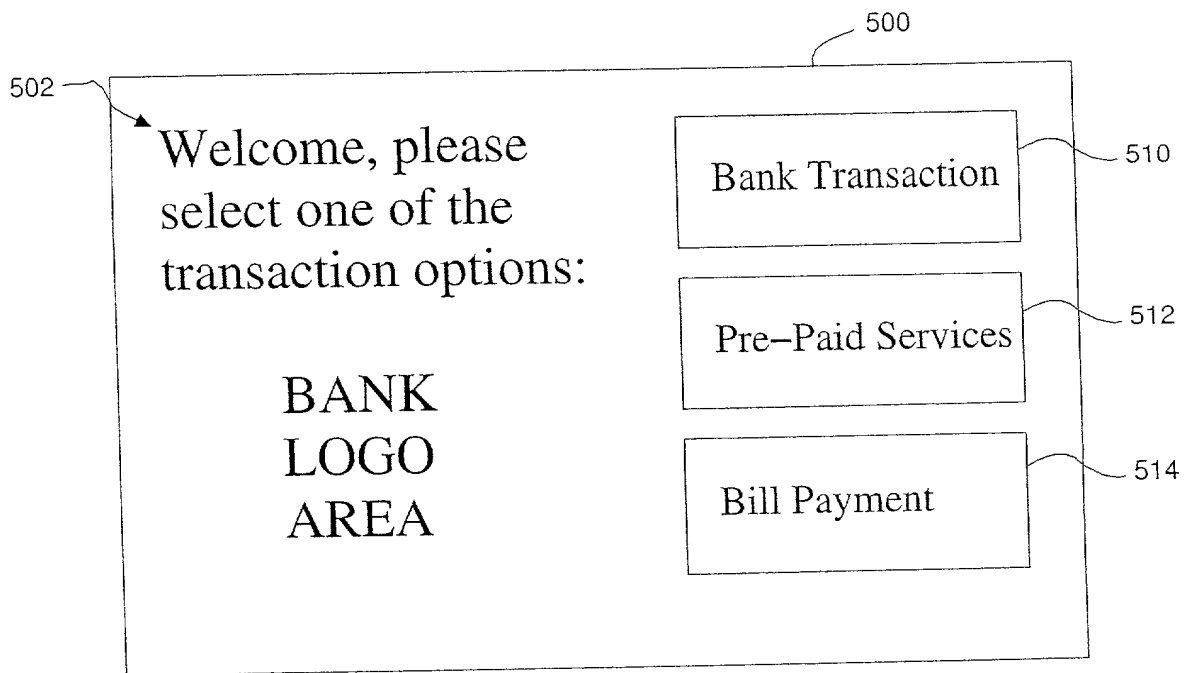 500
502
Welcome, please
select one of the
transaction options:
BANK
LOGO
AREA
Bank Transaction
510
Pre–Paid Services
512
Bill Payment
514